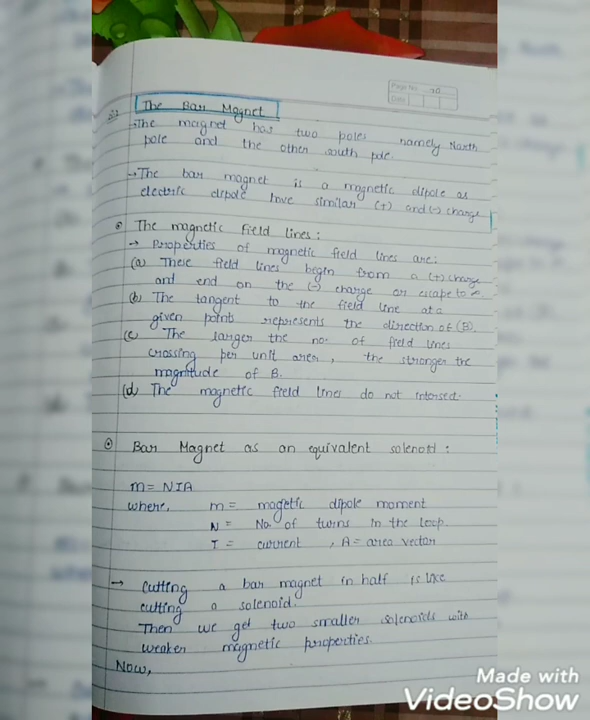 Page No. 20
Date
The Bar Magnet
→The magnet has two poles namely North
pole and the other south pole.
→The bar magnet is a magnetic dipole as
electric dipole have similar (+) and (-) charge
The magnetic field lines:
→ Properties of magnetic field lines are:
(a) These field lines begin from a (+) charge
and end on the (-) charge or escape to ∞
(b) The tangent to the field line at a
given points represents the direction of (B).
(c) The larger the no. of field lines
crossing per unit area, the stronger the
magnitude of B.
(d) The magnetic field lines do not intersect.
Bar Magnet as an equivalent solenoid:
m = NIA
where, m = magetic dipole moment
N = No of turns in the loop.
I = current, A = area vector
→ Cutting a bar magnet in half is like
cutting a solenoid.
Then we get two smaller solenoids with
weaker magnetic properties.
Now,
Made with
VideoShow